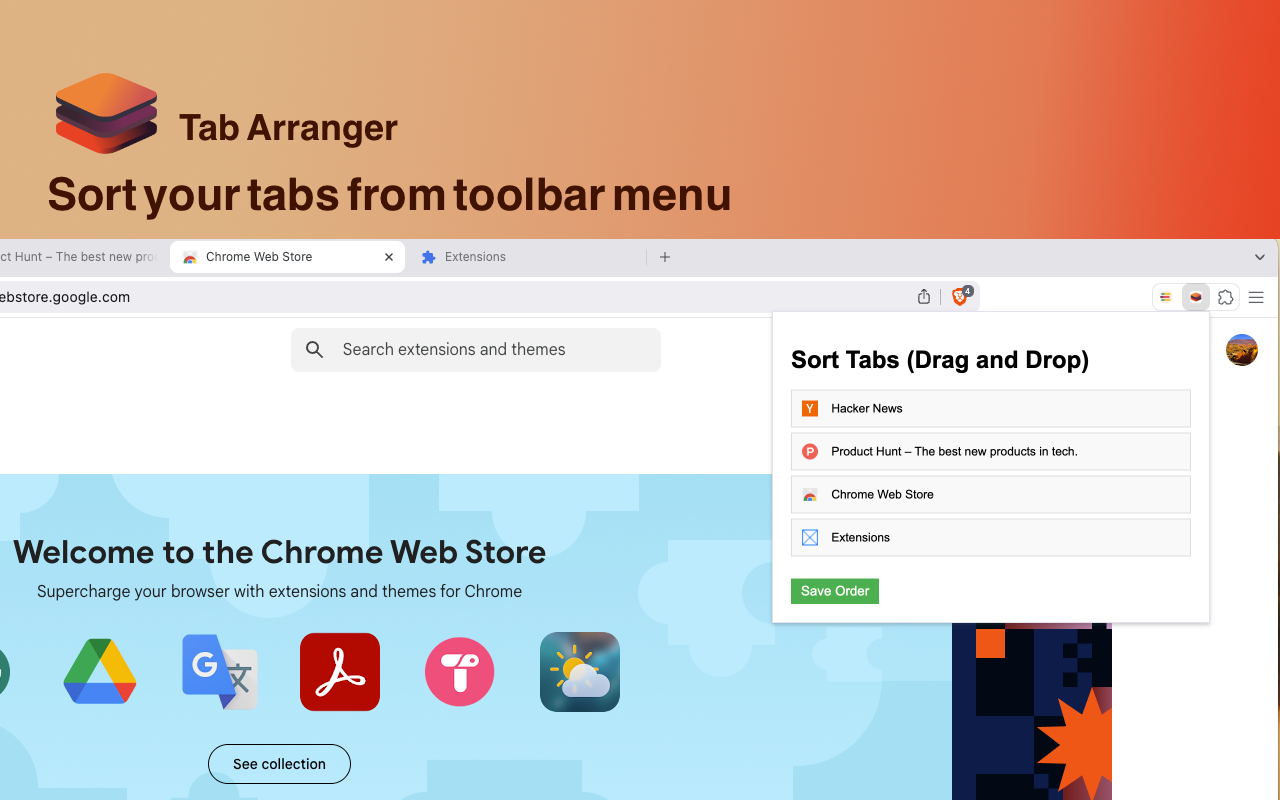 Tab Arranger
Sort your tabs from toolbar menu
ct Hunt – The best new pro
Chrome Web Store
Extensions
ebstore.google.com
4
Search extensions and themes
Sort Tabs (Drag and Drop)
Y Hacker News
P Product Hunt – The best new products in tech.
Chrome Web Store
Extensions
Save Order
Welcome to the Chrome Web Store
Supercharge your browser with extensions and themes for Chrome
G 文
See collection